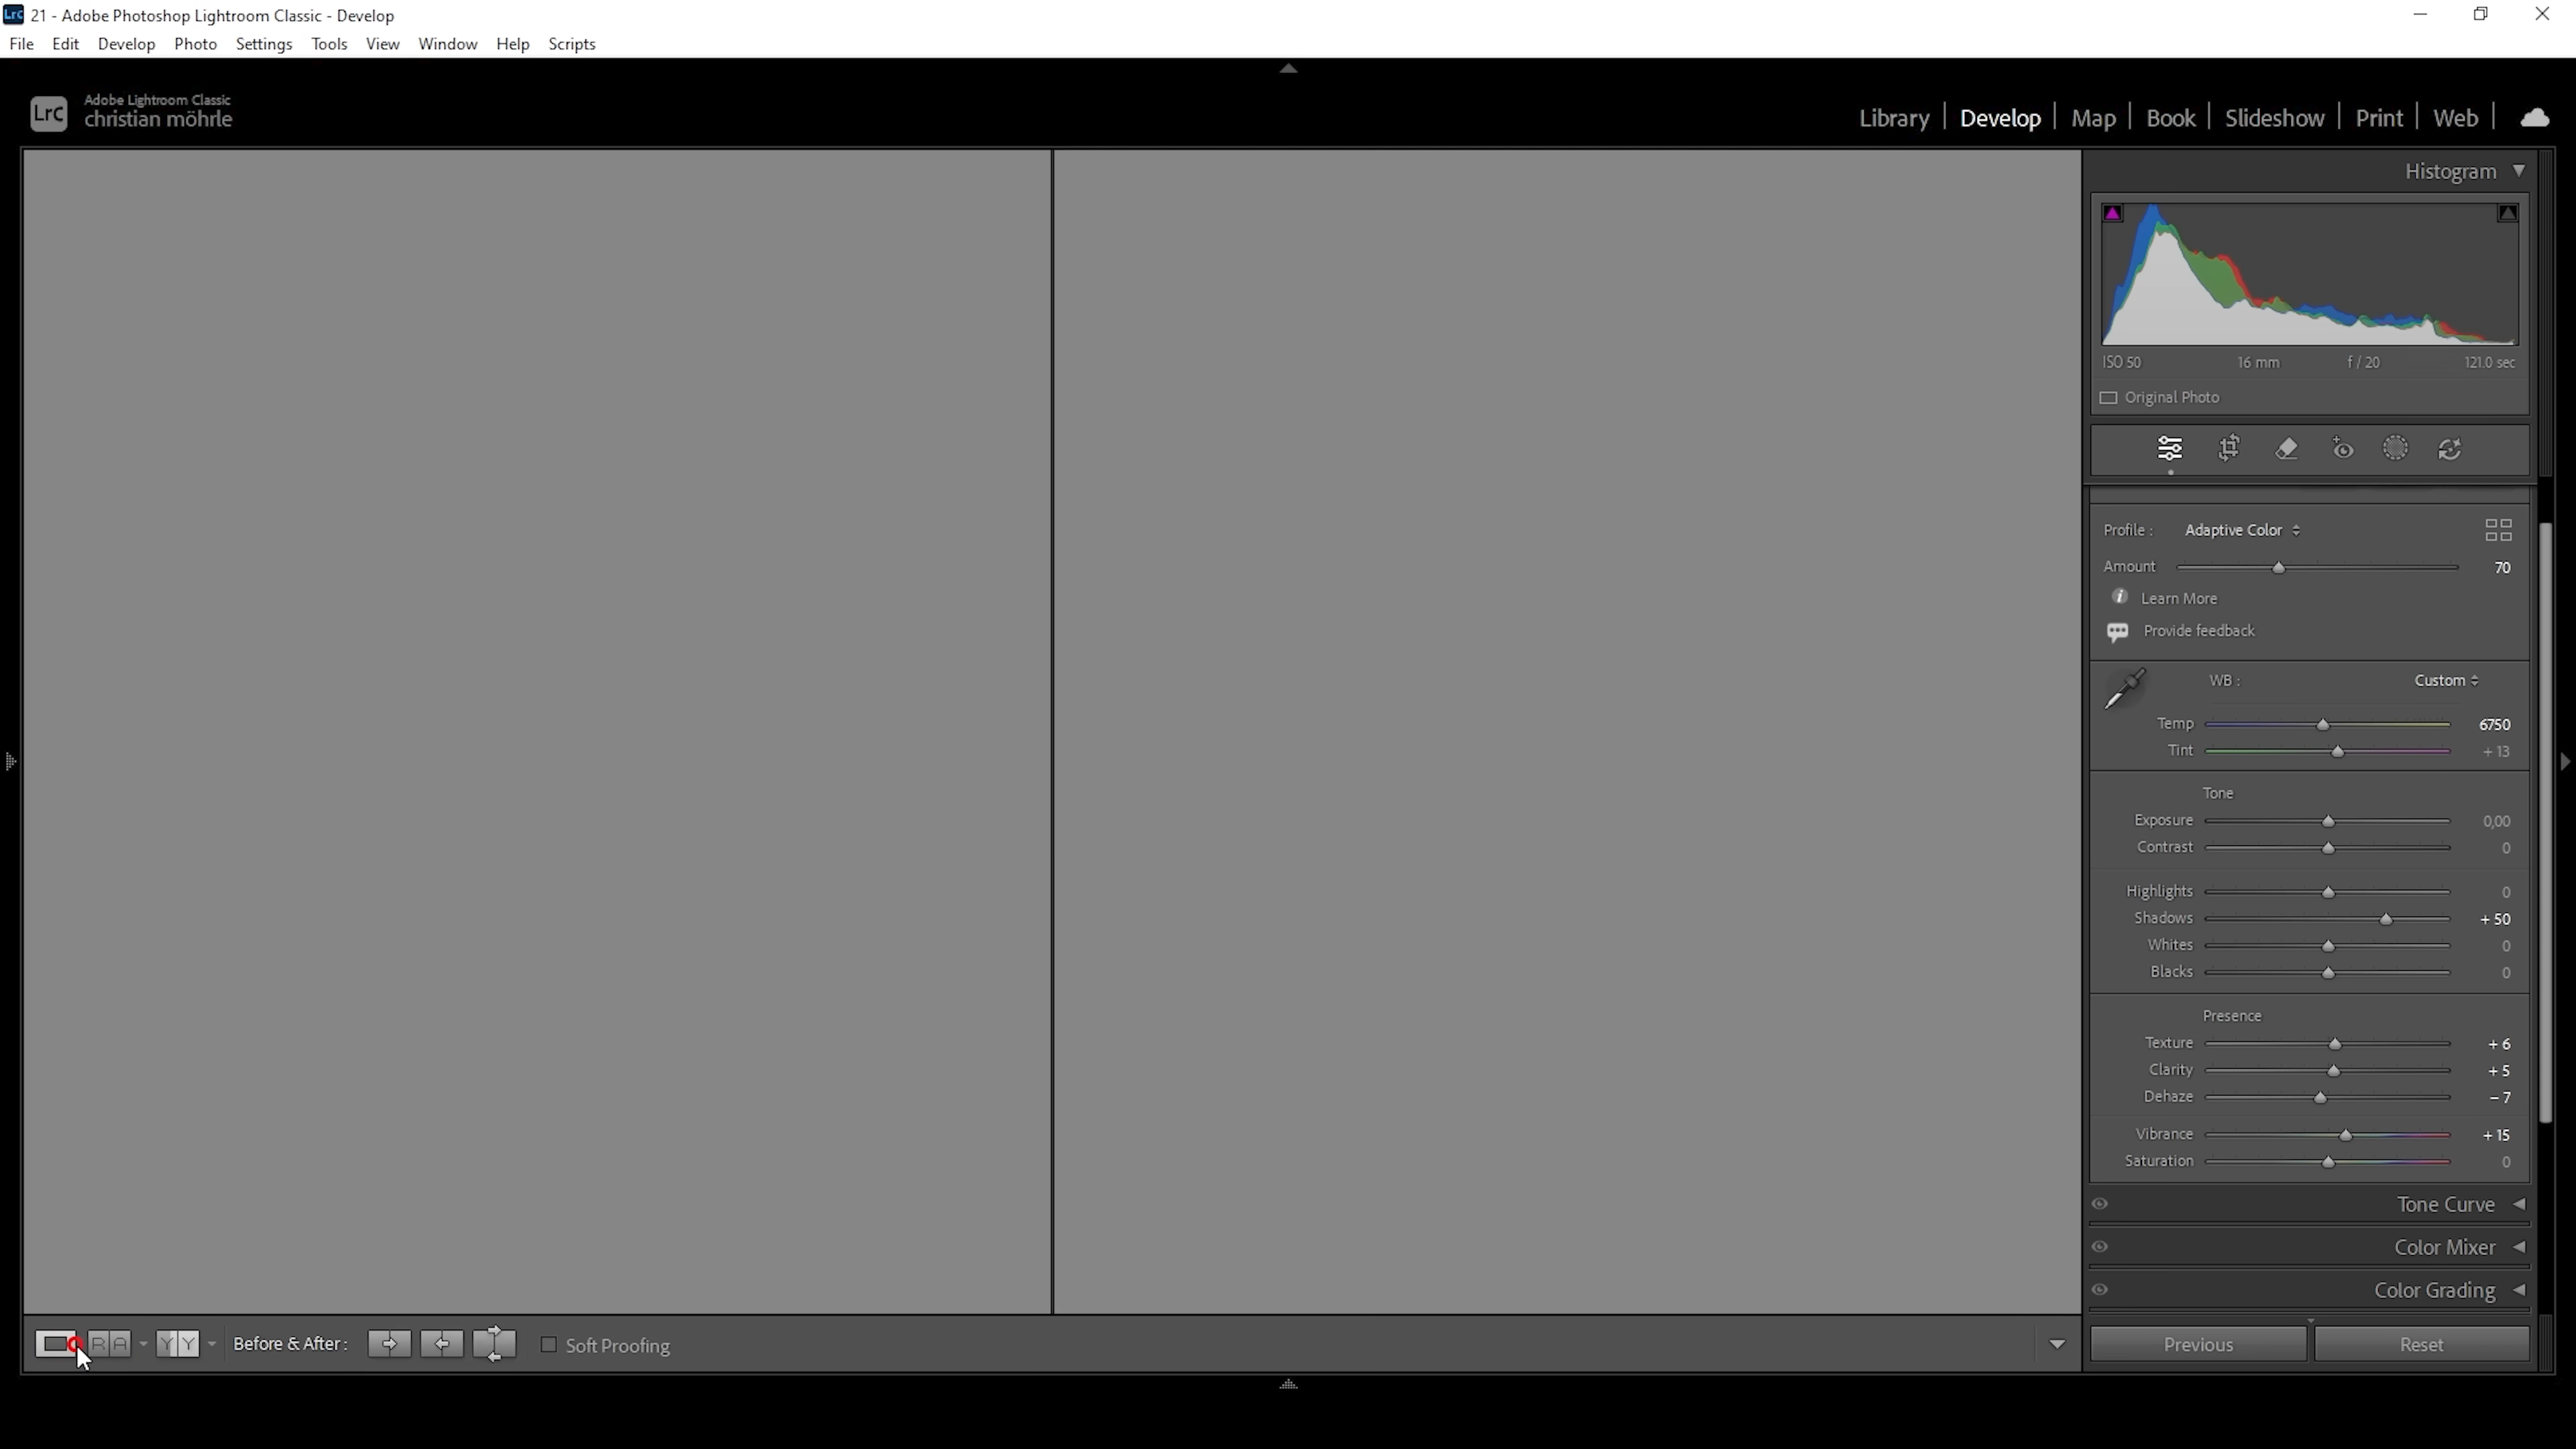 Lrc 21 - Adobe Photoshop Lightroom Classic - Develop
File Edit Develop Photo Settings Tools View Window Help Scripts
Lrc Adobe Lightroom Classic
christian möhrle
Library | Develop | Map | Book | Slideshow | Print | Web |
Histogram
ISO 50 16 mm f / 20 121.0 sec
Original Photo
Profile : Adaptive Color
Amount 70
Learn More
Provide feedback
WB : Custom
Temp 6750
Tint + 13
Tone
Exposure 0,00
Contrast 0
Highlights 0
Shadows + 50
Whites 0
Blacks 0
Presence
Texture + 6
Clarity + 5
Dehaze – 7
Vibrance + 15
Saturation 0
Tone Curve
Color Mixer
Color Grading
R A Y Y Before & After : Soft Proofing
Previous Reset